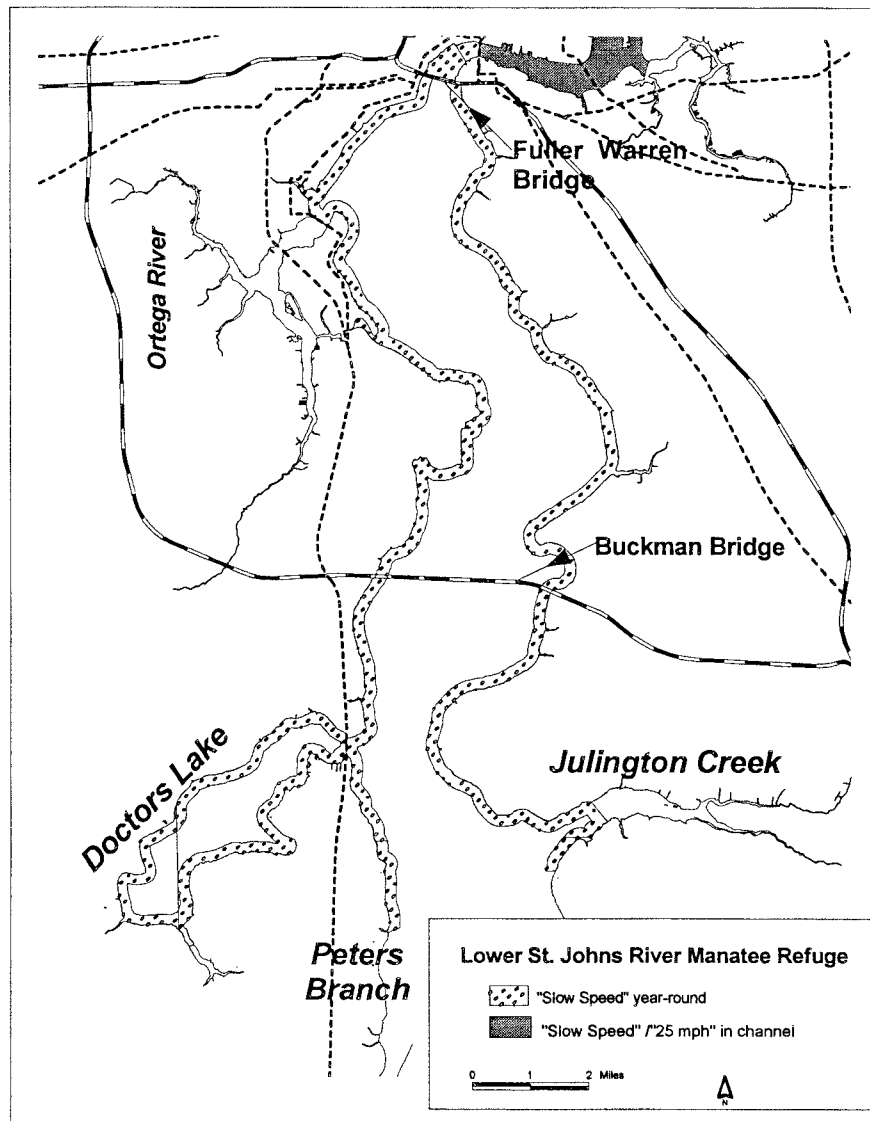 Fuller Warren
Bridge
Ortega River
Buckman Bridge
Julington Creek
Doctors Lake
Peters
Branch
Lower St. Johns River Manatee Refuge
"Slow Speed" year-round
"Slow Speed" /"25 mph" in channel
0 1 2 Miles
N